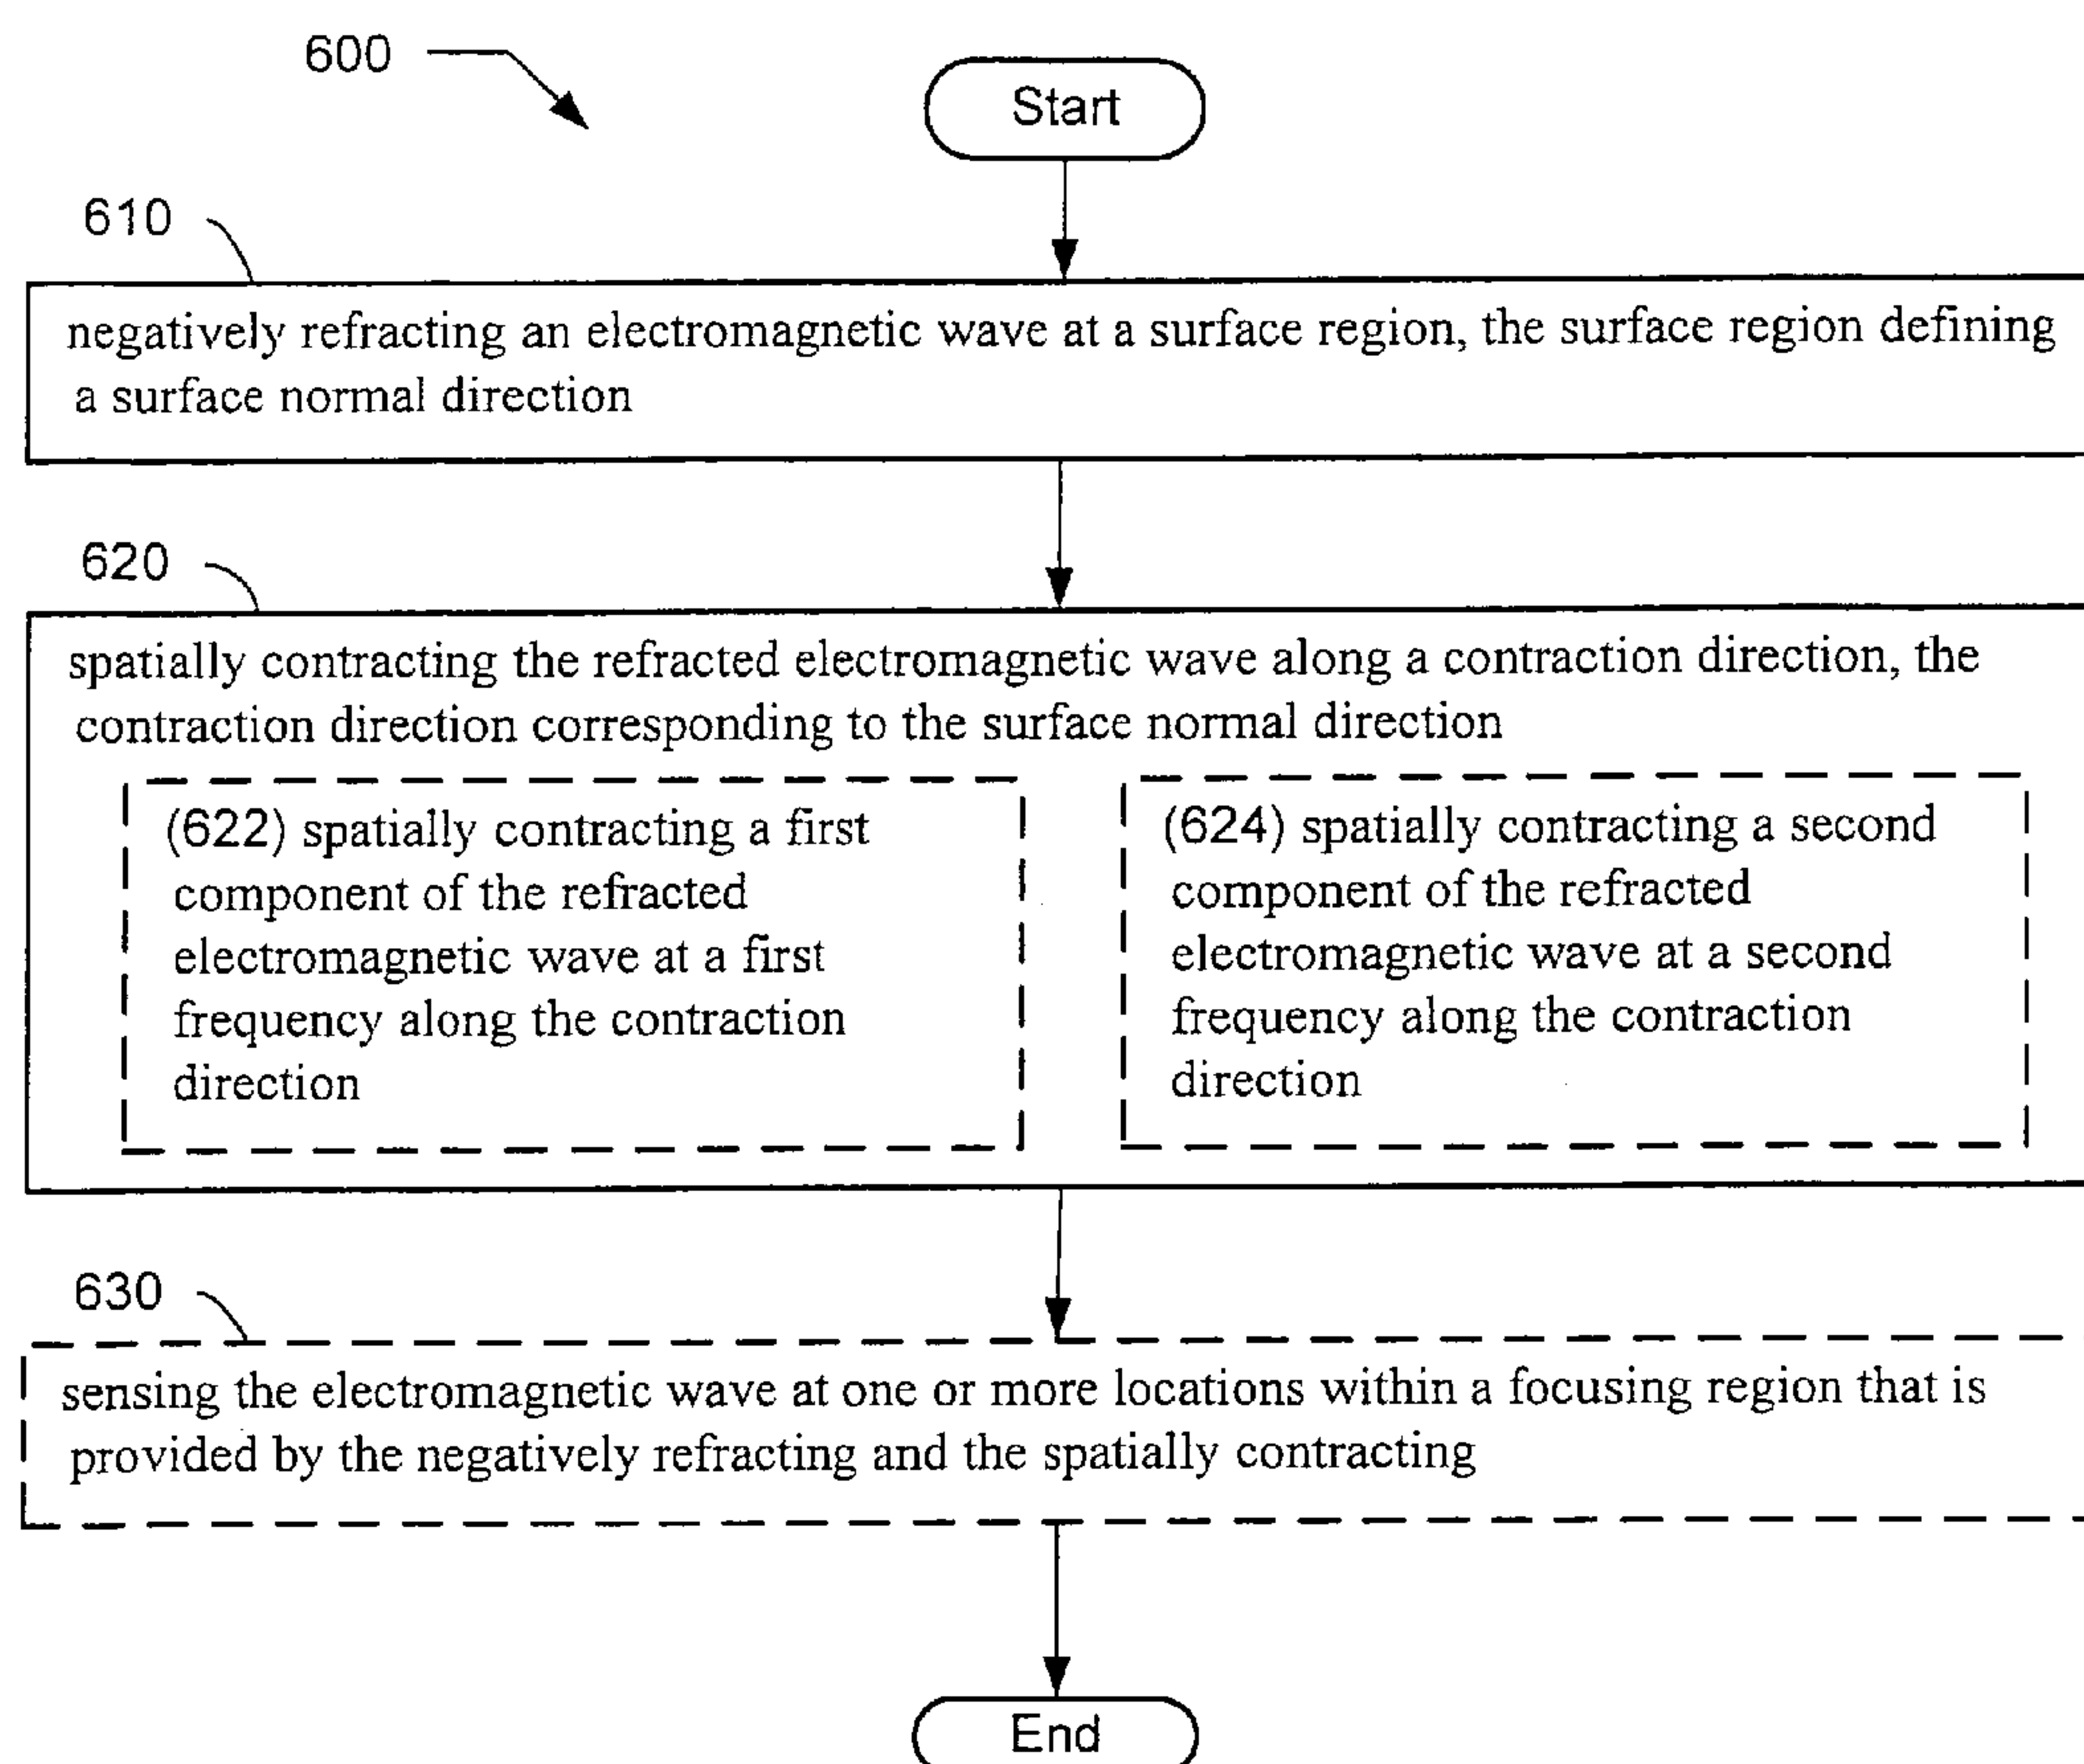 600
Start
610
negatively refracting an electromagnetic wave at a surface region, the surface region defining
a surface normal direction
620
spatially contracting the refracted electromagnetic wave along a contraction direction, the
contraction direction corresponding to the surface normal direction
(622) spatially contracting a first
component of the refracted
electromagnetic wave at a first
frequency along the contraction
direction
(624) spatially contracting a second
component of the refracted
electromagnetic wave at a second
frequency along the contraction
direction
630
sensing the electromagnetic wave at one or more locations within a focusing region that is
provided by the negatively refracting and the spatially contracting
End